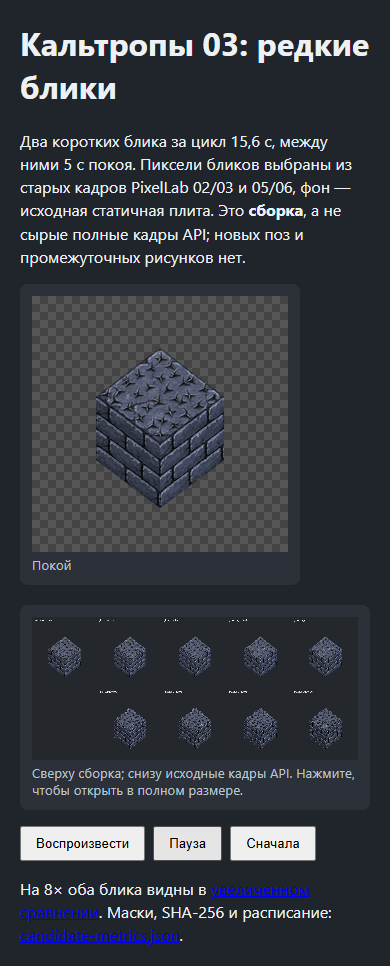 Кальтропы 03: редкие
блики
Два коротких блика за цикл 15,6 с, между
ними 5 с покоя. Пиксели бликов выбраны из
старых кадров PixelLab 02/03 и 05/06, фон —
исходная статичная плита. Это сборка, а не
сырые полные кадры API; новых поз и
промежуточных рисунков нет.
Покой
Сверху сборка; снизу исходные кадры API. Нажмите,
чтобы открыть в полном размере.
Воспроизвести Пауза Сначала
На 8× оба блика видны в увеличенном
сравнении. Маски, SHA-256 и расписание:
candidate-metrics.json.